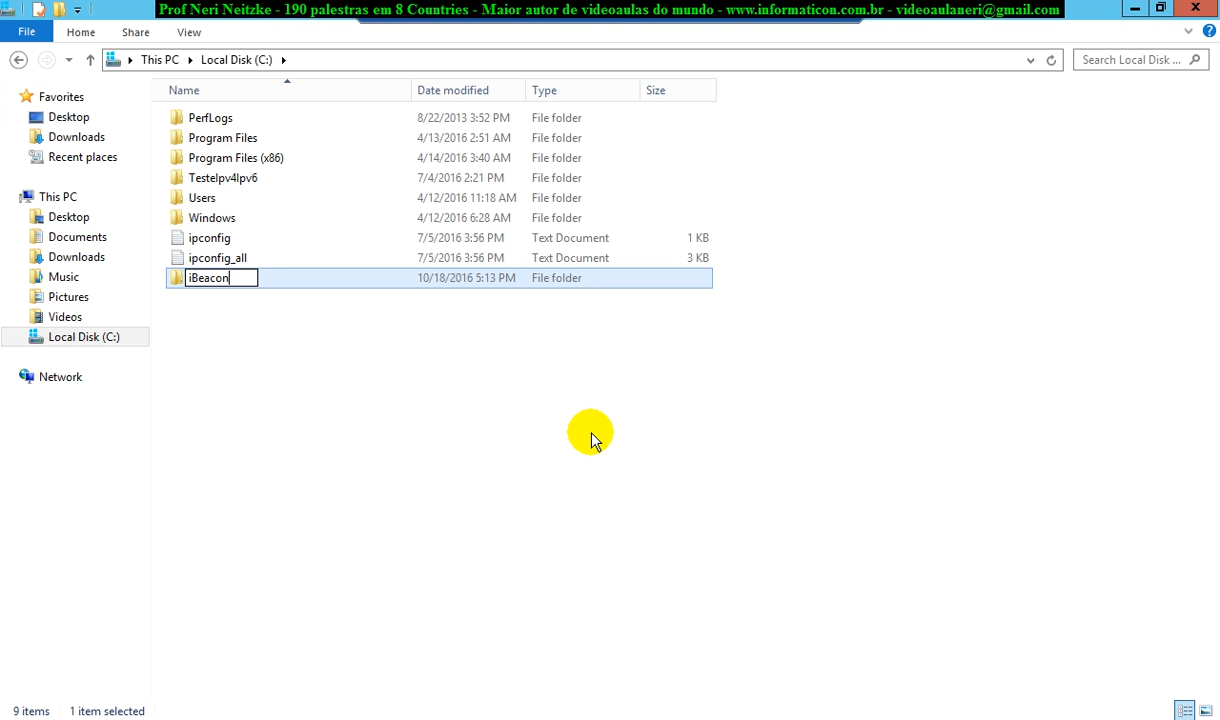 Prof Neri Neitzke - 190 palestras em 8 Countries - Maior autor de videoaulas do mundo - www.informaticon.com.br - videoaulaneri@gmail.com
File Home Share View
This PC Local Disk (C:) Search Local Disk ...
Name Date modified Type Size
Favorites
Desktop
Downloads
Recent places
This PC
Desktop
Documents
Downloads
Music
Pictures
Videos
Local Disk (C:)
Network
PerfLogs 8/22/2013 3:52 PM File folder
Program Files 4/13/2016 2:51 AM File folder
Program Files (x86) 4/14/2016 3:40 AM File folder
TesteIpv4Ipv6 7/4/2016 2:21 PM File folder
Users 4/12/2016 11:18 AM File folder
Windows 4/12/2016 6:28 AM File folder
ipconfig 7/5/2016 3:56 PM Text Document 1 KB
ipconfig_all 7/5/2016 3:56 PM Text Document 3 KB
iBeacon 10/18/2016 5:13 PM File folder
9 items 1 item selected